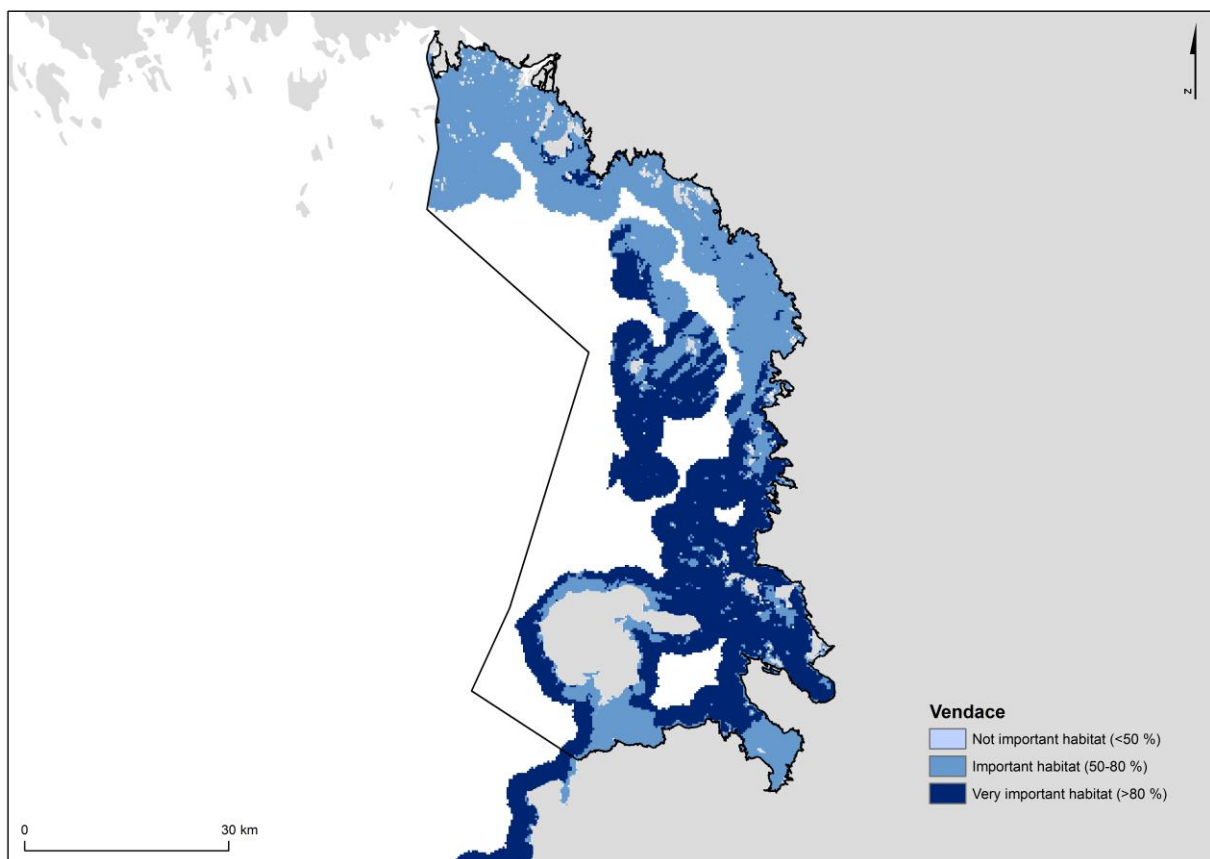 N
Vendace
Not important habitat (<50 %)
Important habitat (50-80 %)
Very important habitat (>80 %)
0 30 km